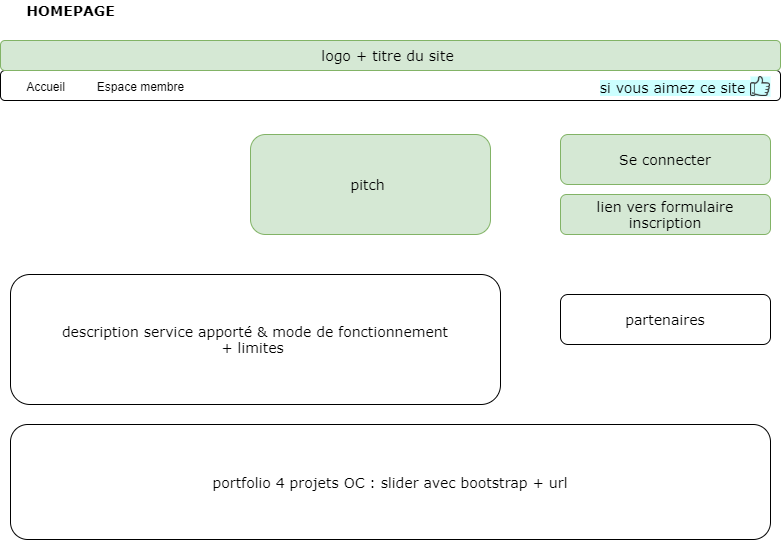 HOMEPAGE
logo + titre du site
Accueil
Espace membre
si vous aimez ce site
pitch
Se connecter
lien vers formulaire
inscription
description service apporté & mode de fonctionnement
+ limites
partenaires
portfolio 4 projets OC : slider avec bootstrap + url